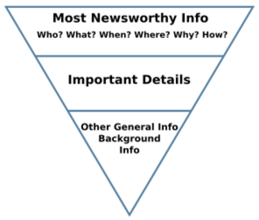 Most Newsworthy Info
Who? What? When? Where? Why? How?
Important Details
Other General Info
Background
Info